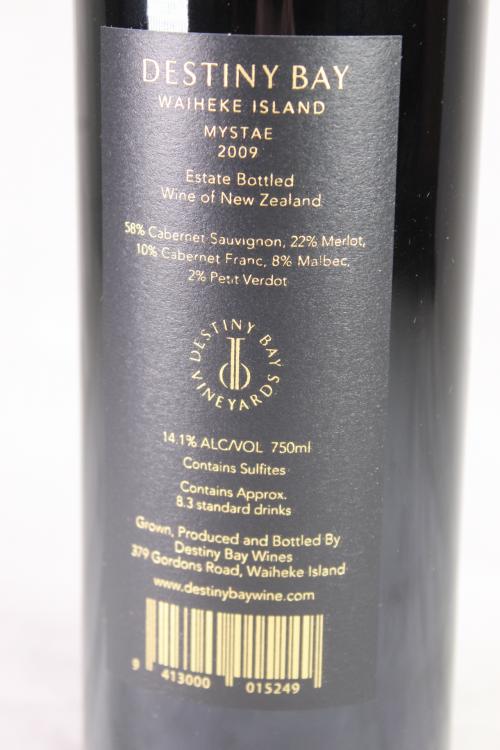 DESTINY BAY
WAIHEKE ISLAND
MYSTAE
2009
Estate Bottled
Wine of New Zealand
58% Cabernet Sauvignon, 22% Merlot,
10% Cabernet Franc, 8% Malbec,
2% Petit Verdot
DESTINY BAY
VINEYARDS
14.1% ALC/VOL 750ml
Contains Sulfites
Contains Approx.
8.3 standard drinks
Grown, Produced and Bottled By
Destiny Bay Wines
379 Gordons Road, Waiheke Island
www.destinybaywine.com
9 413000 015249